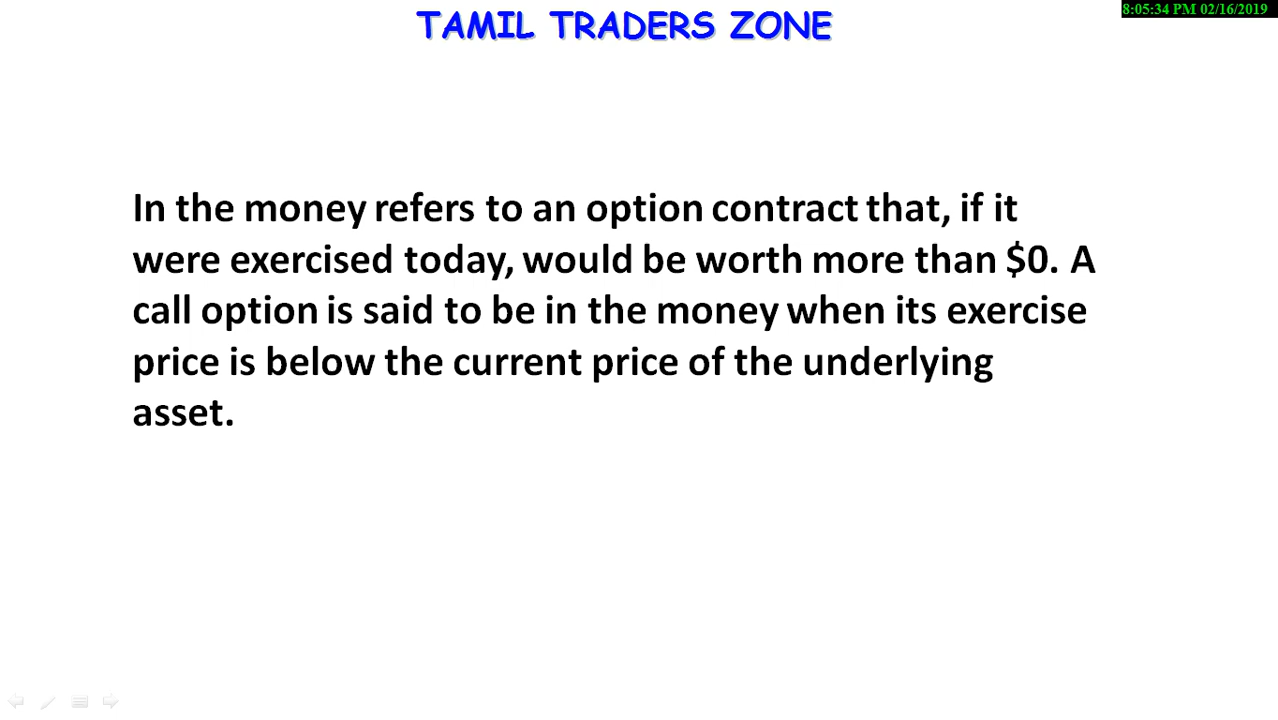 8:05:34 PM 02/16/2019
TAMIL TRADERS ZONE
In the money refers to an option contract that, if it
were exercised today, would be worth more than $0. A
call option is said to be in the money when its exercise
price is below the current price of the underlying
asset.